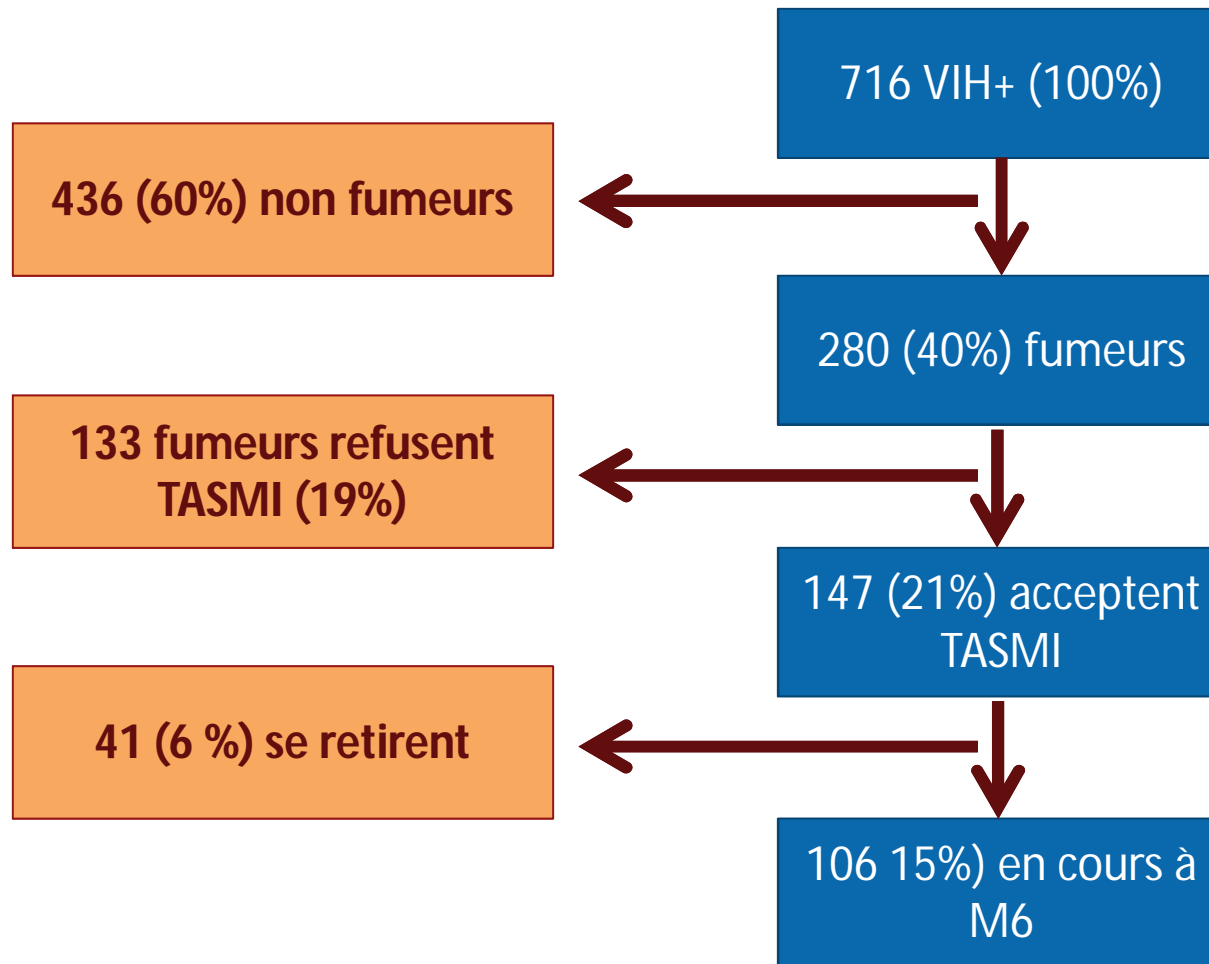 716 VIH+ (100%)
436 (60%) non fumeurs
280 (40%) fumeurs
133 fumeurs refusent
TASMI (19%)
147 (21%) acceptent
TASMI
41 (6 %) se retirent
106 15%) en cours à
M6